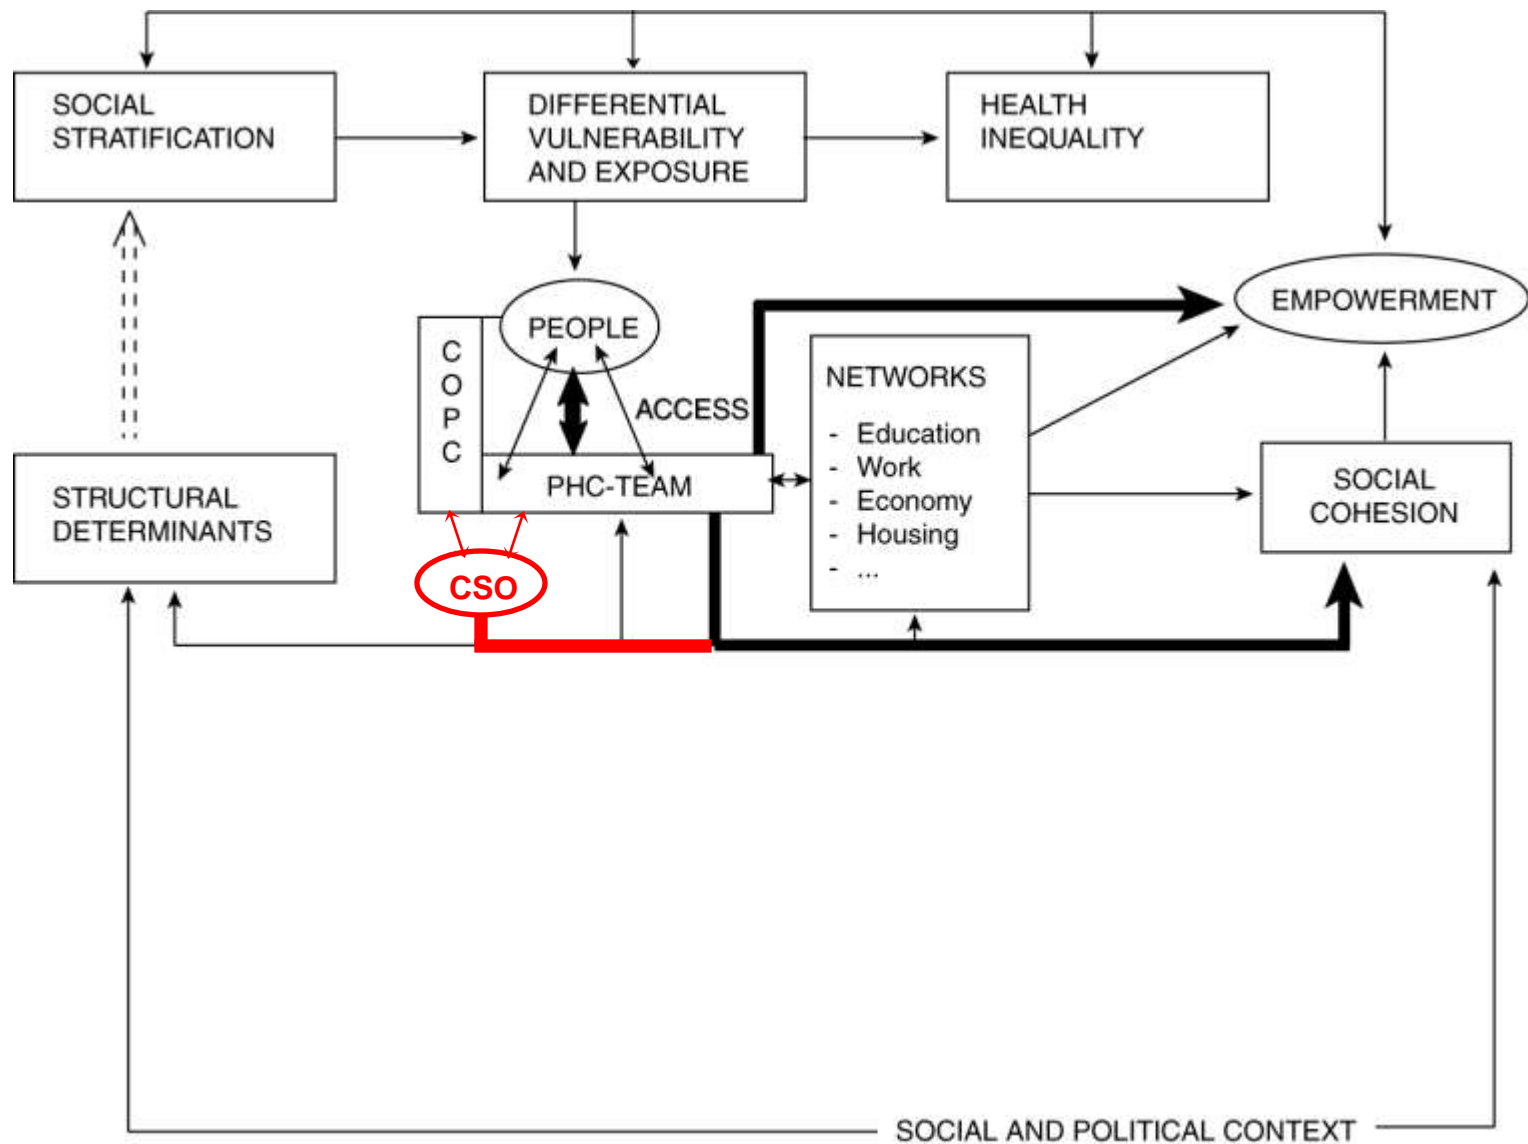 SOCIAL
STRATIFICATION
DIFFERENTIAL
VULNERABILITY
AND EXPOSURE
HEALTH
INEQUALITY
EMPOWERMENT
PEOPLE
C
O
P
C
ACCESS
PHC-TEAM
NETWORKS
- Education
- Work
- Economy
- Housing
- ...
STRUCTURAL
DETERMINANTS
SOCIAL
COHESION
CSO
SOCIAL AND POLITICAL CONTEXT